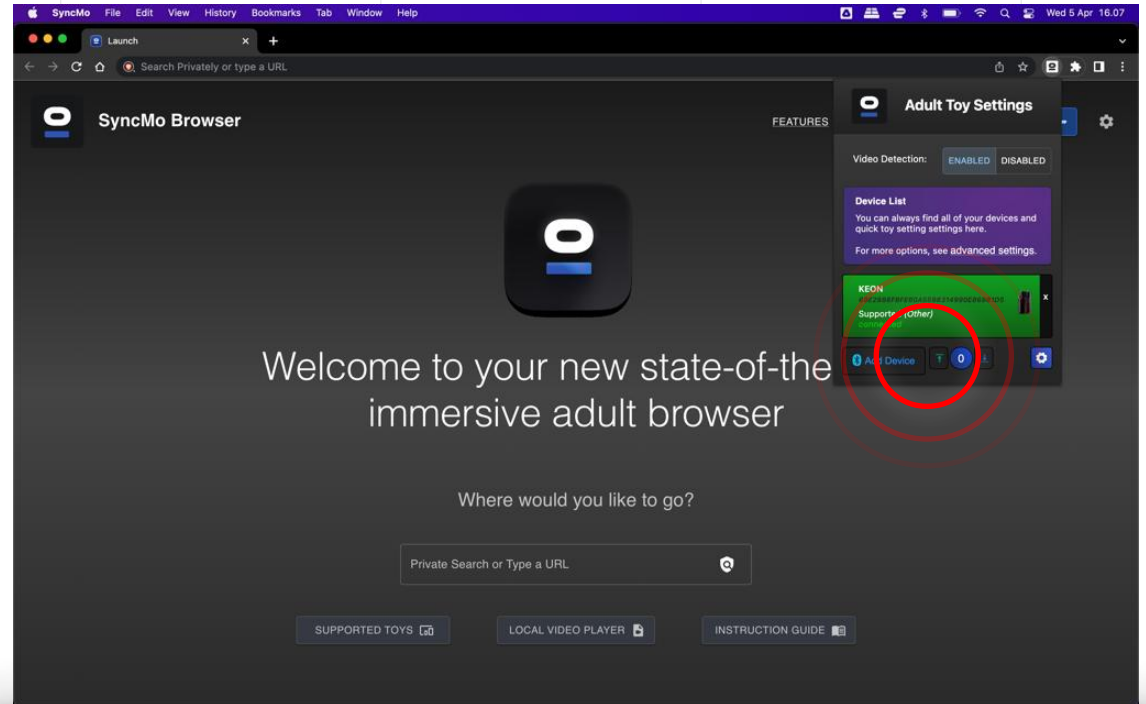 SyncMo File Edit View History Bookmarks Tab Window Help Wed 5 Apr 16.07
Launch
Search Privately or type a URL
SyncMo Browser
FEATURES
Adult Toy Settings
Video Detection: ENABLED DISABLED
Device List
You can always find all of your devices and
quick toy setting settings here.
For more options, see advanced settings.
KEON
Supported (Other)
connected
Add Device 0
Welcome to your new state-of-the
immersive adult browser
Where would you like to go?
Private Search or Type a URL
SUPPORTED TOYS
LOCAL VIDEO PLAYER
INSTRUCTION GUIDE